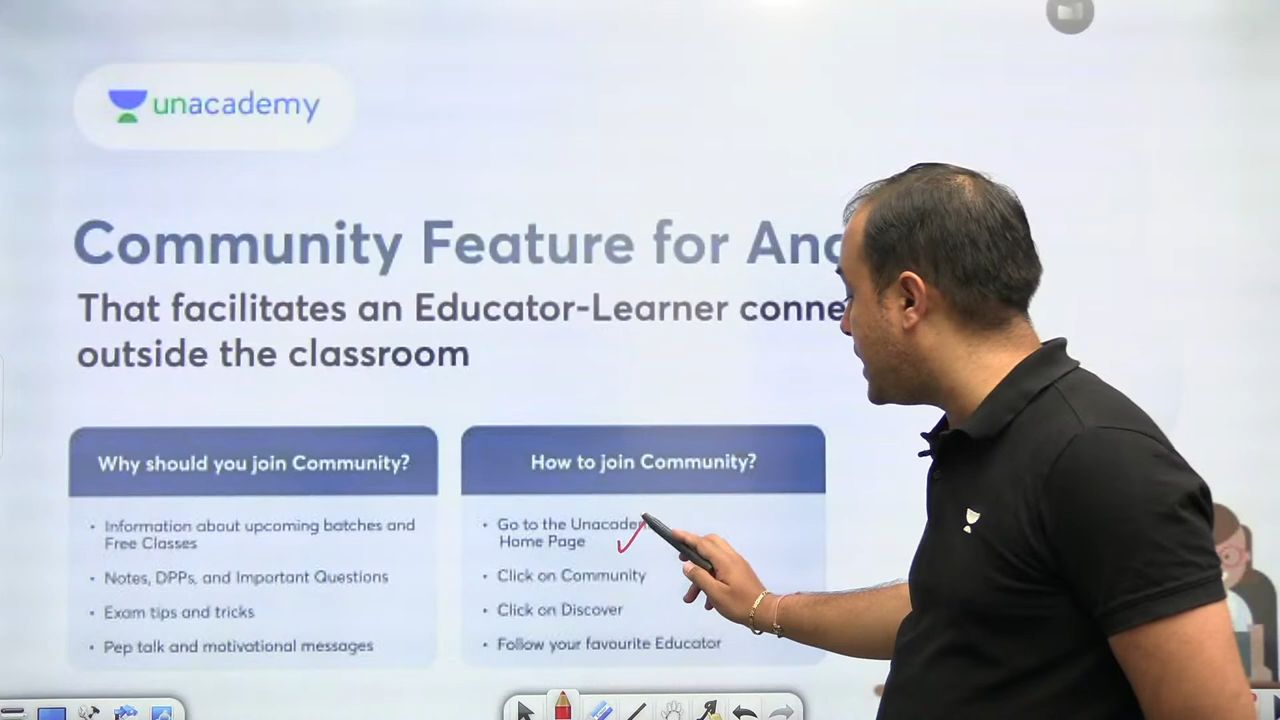 unacademy
Community Feature for
That facilitates an Educator-Learner
outside the classroom
Why should you join Community?
• Information about upcoming batches and
Free Classes
• Notes, DPPs, and Important Questions
• Exam tips and tricks
• Pep talk and motivational messages
How to join Community?
• Go to the
Home Page
• Click on Community
• Click on Discover
• Follow your favourite Educator